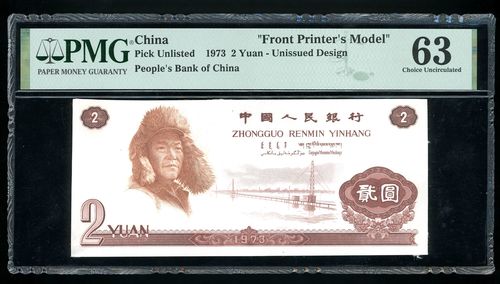 PMG
PAPER MONEY GUARANTY
China "Front Printer's Model"
Pick Unlisted 1973 2 Yuan - Unissued Design
People's Bank of China
63
Choice Uncirculated
2
中國人民銀行
2
ZHONGGUO RENMIN YINHANG
貳圓
2 YUAN
1973